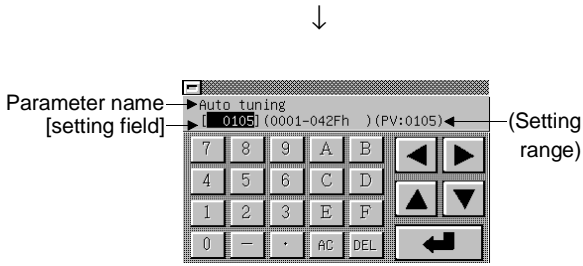 ↓
Parameter name
Auto tuning
[setting field]
[ 0105](0001-042Fh )(PV:0105)
(Setting range)
7 8 9 A B ◀ ▶
4 5 6 C D
1 2 3 E F ▲ ▼
0 — · AC DEL ↵